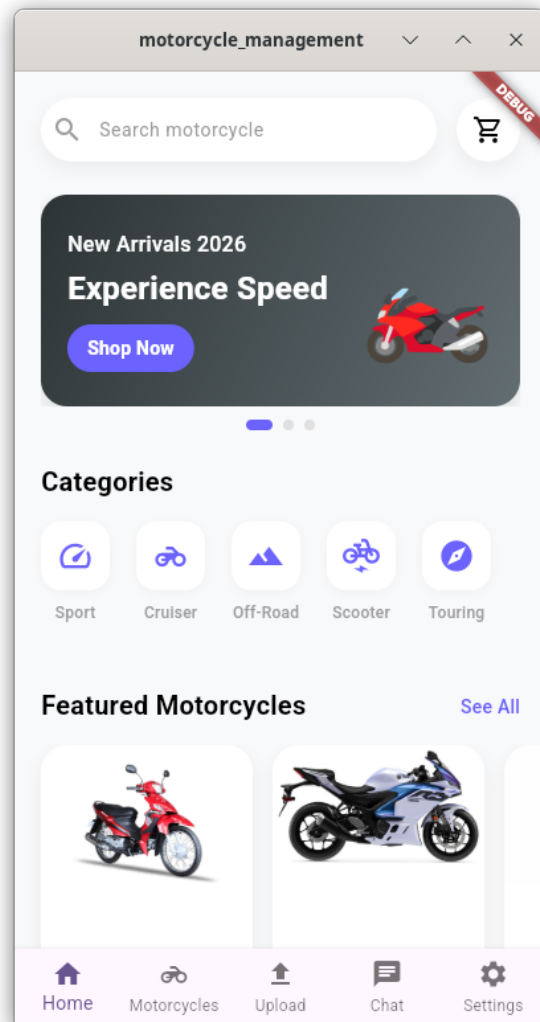 motorcycle_management
DEBUG
Search motorcycle
New Arrivals 2026
Experience Speed
Shop Now
Categories
Sport
Cruiser
Off-Road
Scooter
Touring
Featured Motorcycles
See All
Home
Motorcycles
Upload
Chat
Settings